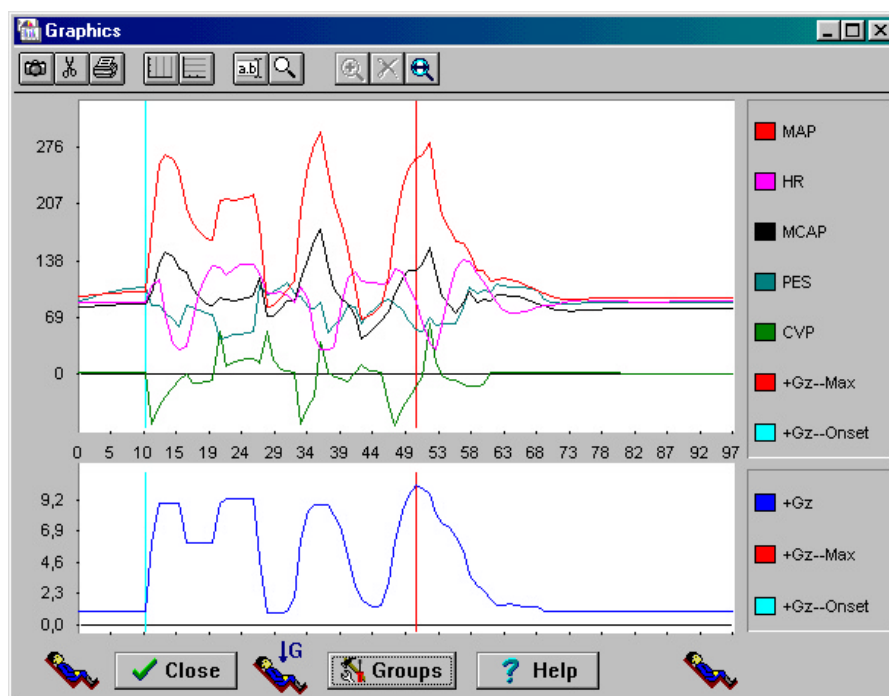 Graphics
a.b
276
207
138
69
0
0 5 10 15 19 24 29 34 39 44 49 53 58 63 68 73 78 83 87 92 97
MAP
HR
MCAP
PES
CVP
+Gz--Max
+Gz--Onset
9,2
6,9
4,6
2,3
0,0
+Gz
+Gz--Max
+Gz--Onset
Close
G
Groups
? Help